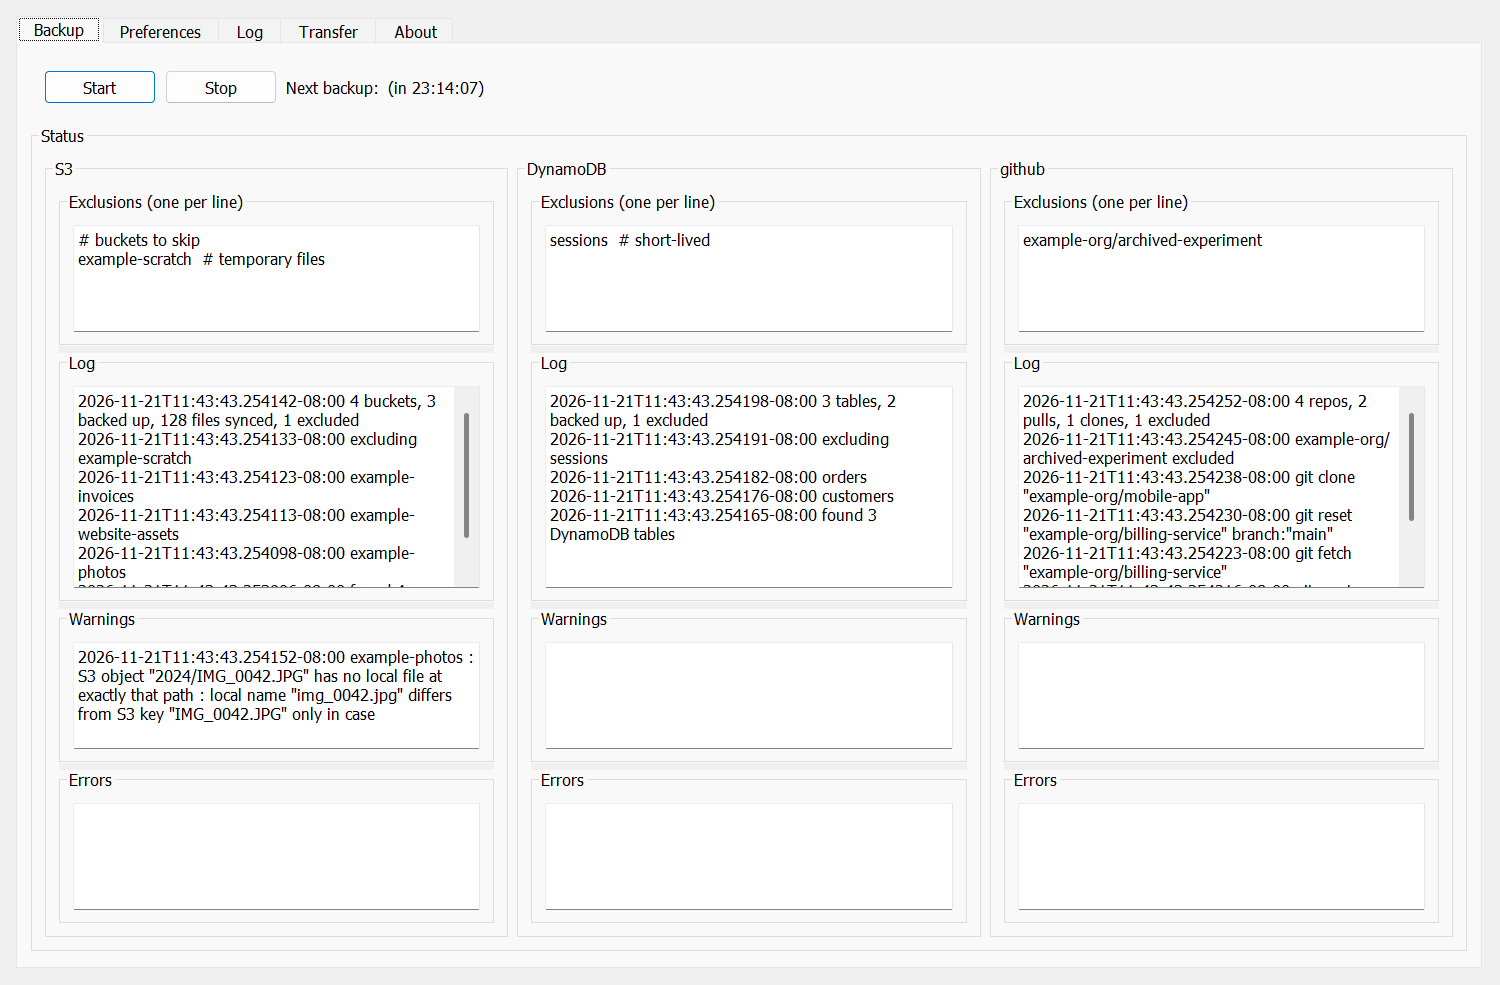 Backup
Preferences
Log
Transfer
About
Start
Stop
Next backup:  (in 23:14:07)
Status
S3
Exclusions (one per line)
# buckets to skip
example-scratch  # temporary files
Log
2026-11-21T11:43:43.254142-08:00 4 buckets, 3
backed up, 128 files synced, 1 excluded
2026-11-21T11:43:43.254133-08:00 excluding
example-scratch
2026-11-21T11:43:43.254123-08:00 example-
invoices
2026-11-21T11:43:43.254113-08:00 example-
website-assets
2026-11-21T11:43:43.254098-08:00 example-
photos
Warnings
2026-11-21T11:43:43.254152-08:00 example-photos :
S3 object "2024/IMG_0042.JPG" has no local file at
exactly that path : local name "img_0042.jpg" differs
from S3 key "IMG_0042.JPG" only in case
Errors
DynamoDB
Exclusions (one per line)
sessions  # short-lived
Log
2026-11-21T11:43:43.254198-08:00 3 tables, 2
backed up, 1 excluded
2026-11-21T11:43:43.254191-08:00 excluding
sessions
2026-11-21T11:43:43.254182-08:00 orders
2026-11-21T11:43:43.254176-08:00 customers
2026-11-21T11:43:43.254165-08:00 found 3
DynamoDB tables
Warnings
Errors
github
Exclusions (one per line)
example-org/archived-experiment
Log
2026-11-21T11:43:43.254252-08:00 4 repos, 2
pulls, 1 clones, 1 excluded
2026-11-21T11:43:43.254245-08:00 example-org/
archived-experiment excluded
2026-11-21T11:43:43.254238-08:00 git clone
"example-org/mobile-app"
2026-11-21T11:43:43.254230-08:00 git reset
"example-org/billing-service" branch:"main"
2026-11-21T11:43:43.254223-08:00 git fetch
"example-org/billing-service"
Warnings
Errors